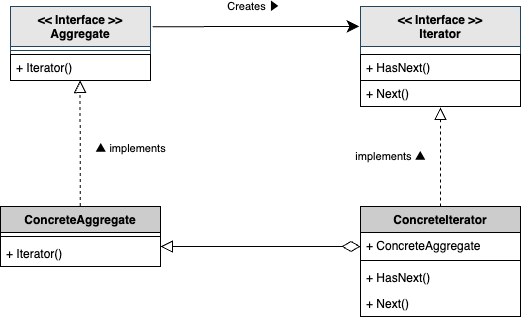 Creates ▶
<< Interface >>
Aggregate
+ Iterator()
<< Interface >>
Iterator
+ HasNext()
+ Next()
▲ implements
implements ▲
ConcreteAggregate
+ Iterator()
ConcreteIterator
+ ConcreteAggregate
+ HasNext()
+ Next()